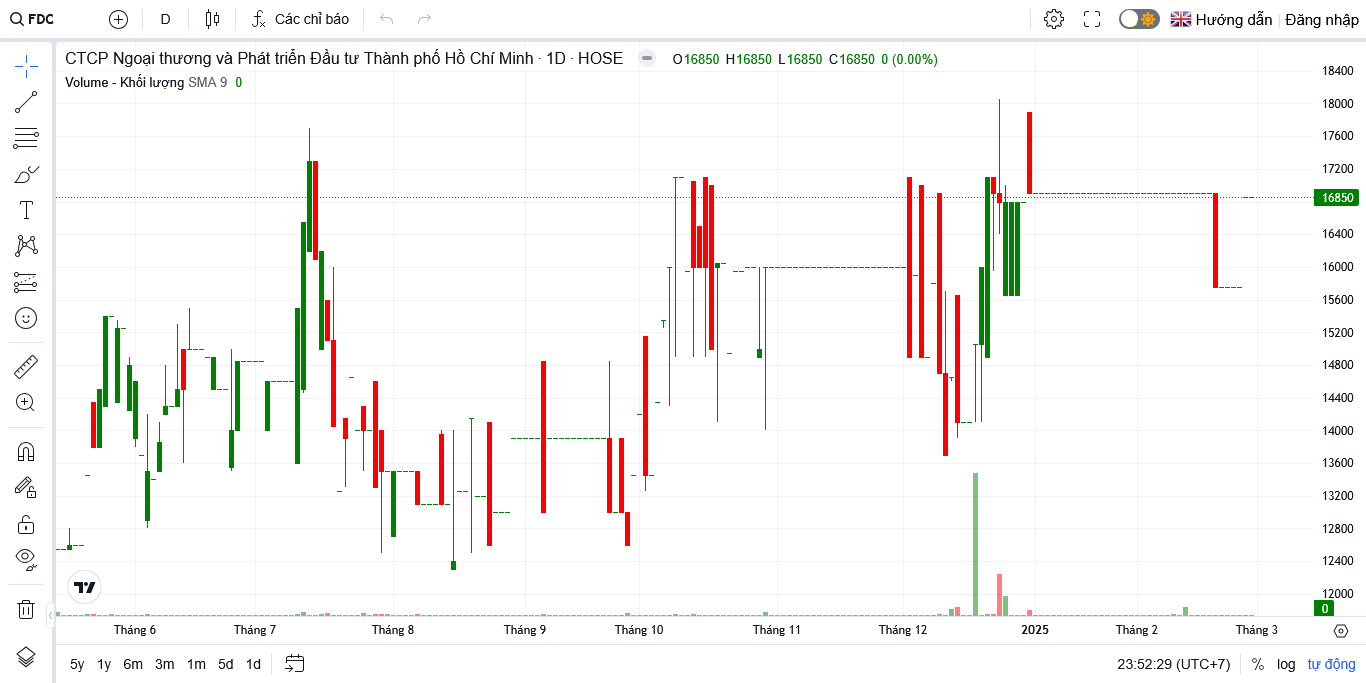 FDC
D
Các chỉ báo
Hướng dẫn
Đăng nhập
CTCP Ngoại thương và Phát triển Đầu tư Thành phố Hồ Chí Minh · 1D · HOSE
O16850 H16850 L16850 C16850 0 (0.00%)
Volume - Khối lượng SMA 9 0
18400
18000
17600
17200
16850
16400
16000
15600
15200
14800
14400
14000
13600
13200
12800
12400
12000
0
Tháng 6 Tháng 7 Tháng 8 Tháng 9 Tháng 10 Tháng 11 Tháng 12 2025 Tháng 2 Tháng 3
5y 1y 6m 3m 1m 5d 1d
23:52:29 (UTC+7) % log tự động